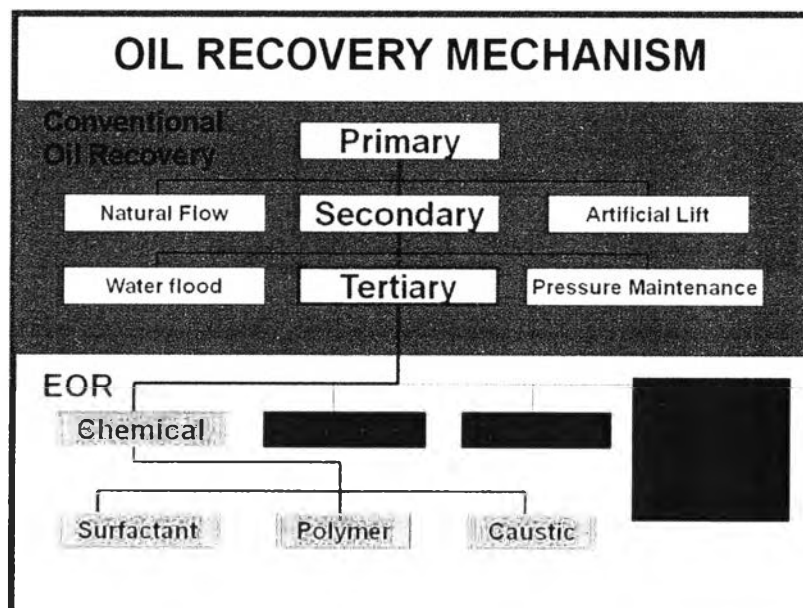 OIL RECOVERY MECHANISM
Conventional
Oil Recovery
Primary
Natural Flow
Secondary
Artificial Lift
Water flood
Tertiary
Pressure Maintenance
EOR
Chemical
Surfactant
Polymer
Caustic